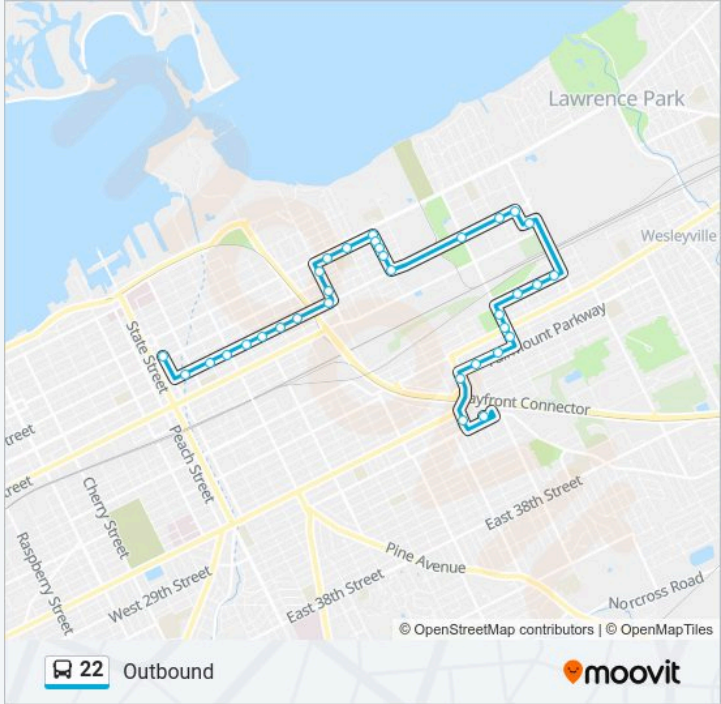 Lawrence Park
Wesleyville
State Street
Fairmount Parkway
Bayfront Connector
Peach Street
treet
treet
Cherry Street
East 38th Street
Raspberry Street
Pine Avenue
West 29th Street
East 38th Street
Norcross Road
© OpenStreetMap contributors | © OpenMapTiles
22 Outbound
moovit